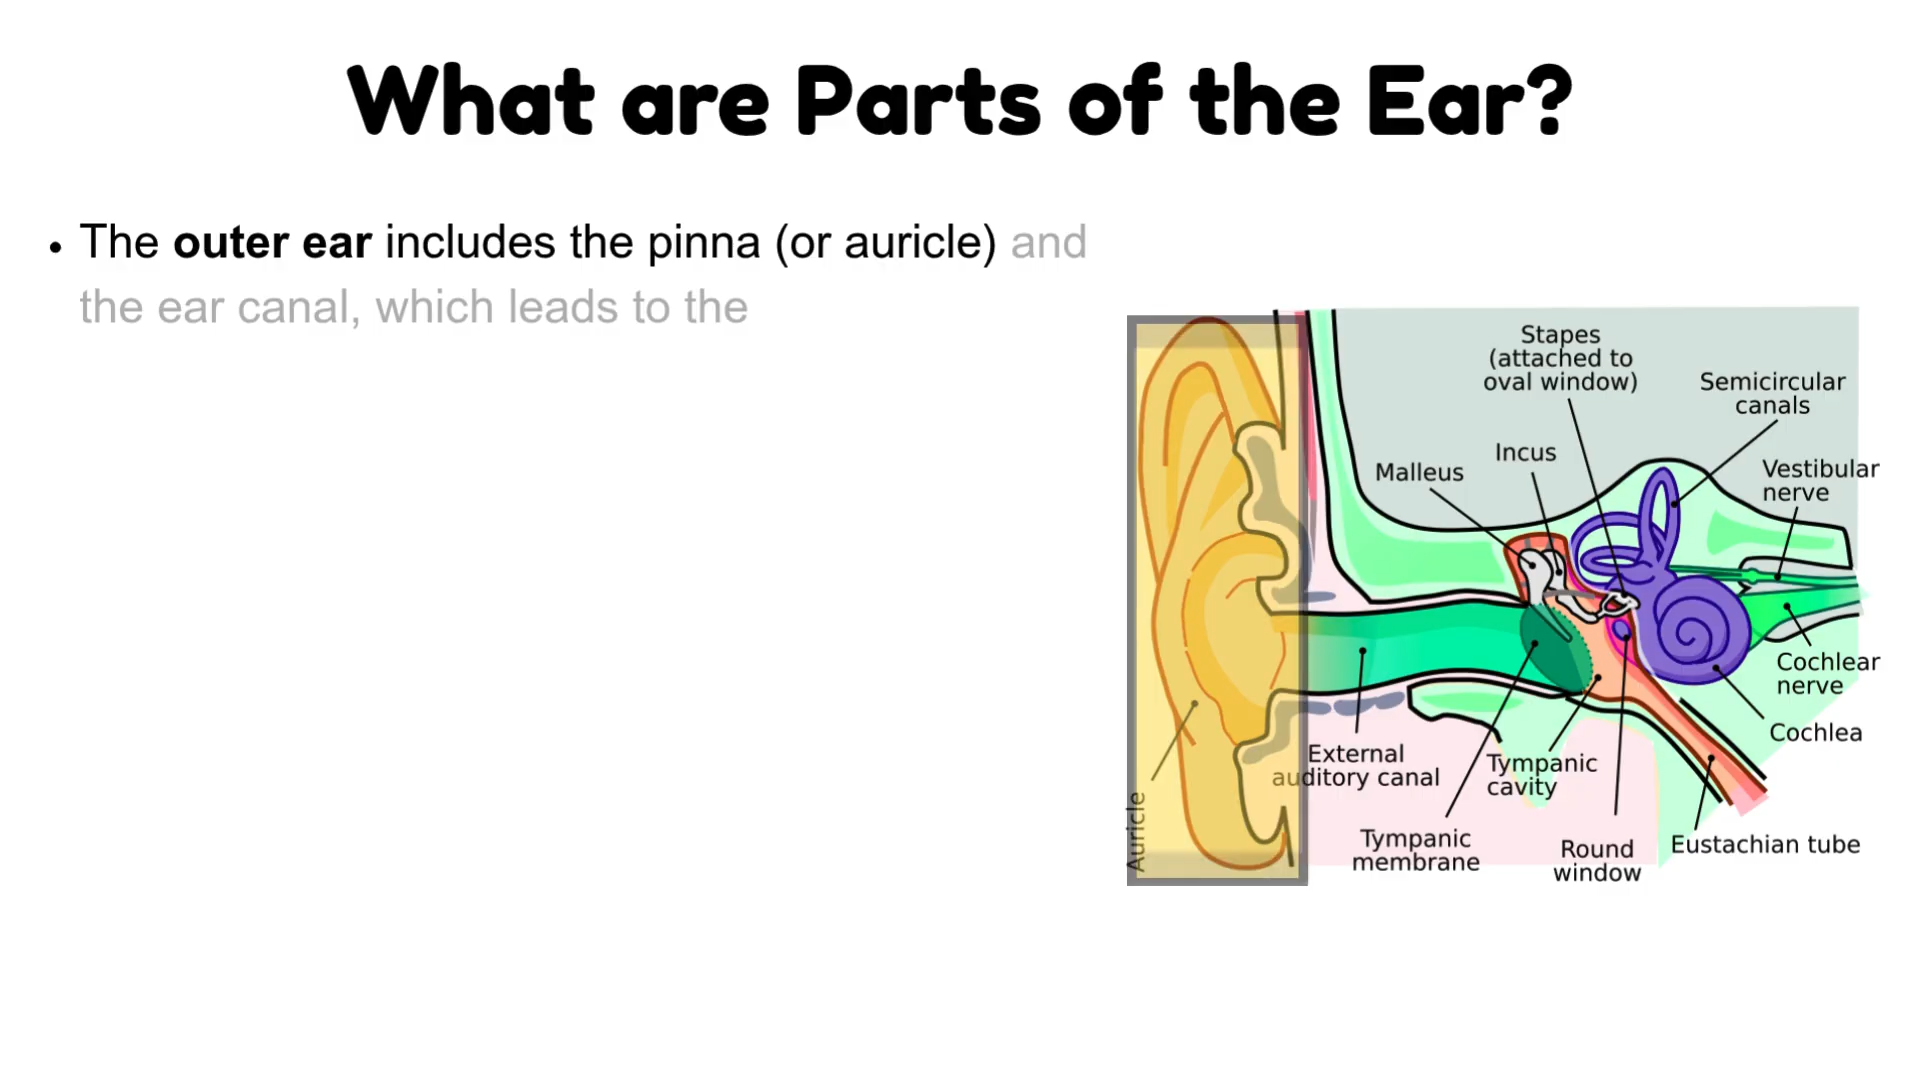 What are Parts of the Ear?
• The outer ear includes the pinna (or auricle) and
the ear canal, which leads to the
Stapes
(attached to
oval window)
Semicircular
canals
Incus
Malleus
Vestibular
nerve
Cochlear
nerve
Cochlea
External
auditory canal
Tympanic
cavity
Auricle
Tympanic
membrane
Round
window
Eustachian tube